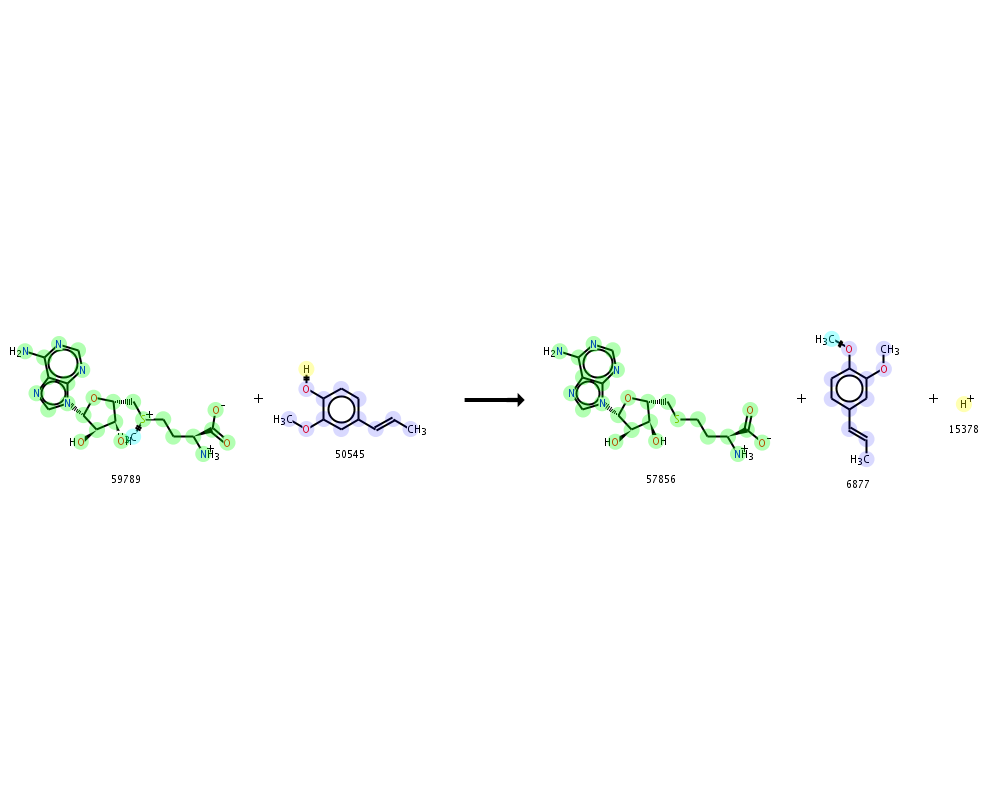 H₂N N N N N O S⁺ HO OH H₃C O⁻ O NH₃⁺
59789
+
H O H₃C O CH₃
50545
H₂N N N N N O S HO OH O O⁻ NH₃⁺
57856
+
H₃C O CH₃ O H₃C
6877
+
H⁺
15378